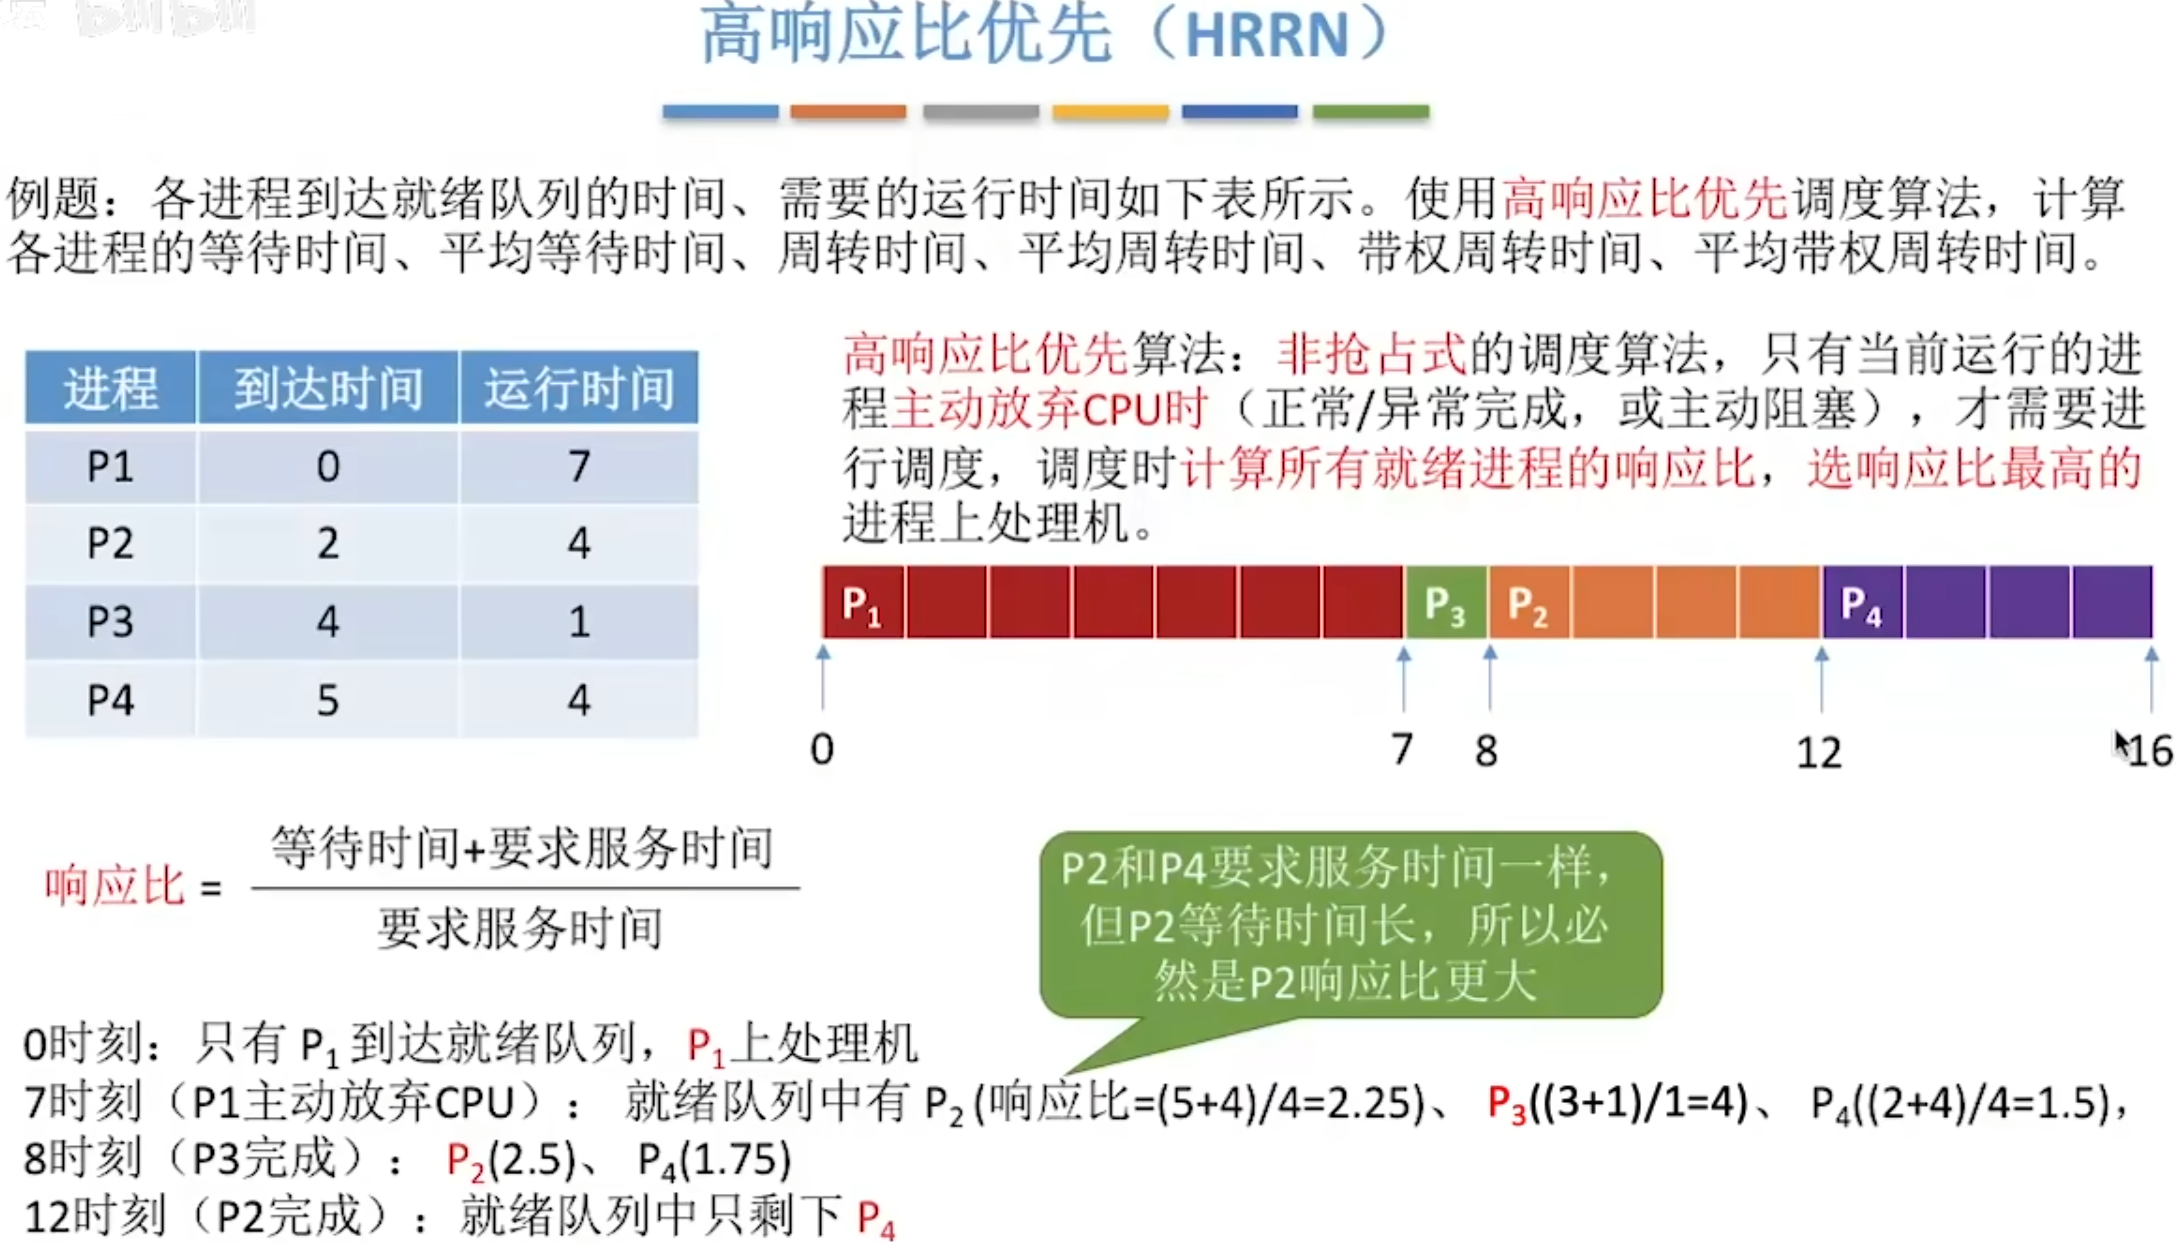 bilibili
高响应比优先（HRRN）
例题：各进程到达就绪队列的时间、需要的运行时间如下表所示。使用高响应比优先调度算法，计算
各进程的等待时间、平均等待时间、周转时间、平均周转时间、带权周转时间、平均带权周转时间。
进程 到达时间 运行时间
P1 0 7
P2 2 4
P3 4 1
P4 5 4
高响应比优先算法：非抢占式的调度算法，只有当前运行的进
程主动放弃CPU时（正常/异常完成，或主动阻塞），才需要进
行调度，调度时计算所有就绪进程的响应比，选响应比最高的
进程上处理机。
P₁ P₃ P₂ P₄
0 7 8 12 16
响应比 = 等待时间+要求服务时间
要求服务时间
P2和P4要求服务时间一样，
但P2等待时间长，所以必
然是P2响应比更大
0时刻：只有 P₁ 到达就绪队列，P₁上处理机
7时刻（P1主动放弃CPU）： 就绪队列中有 P₂ (响应比=(5+4)/4=2.25)、 P₃((3+1)/1=4)、 P₄((2+4)/4=1.5)，
8时刻（P3完成）： P₂(2.5)、 P₄(1.75)
12时刻（P2完成）：就绪队列中只剩下 P₄